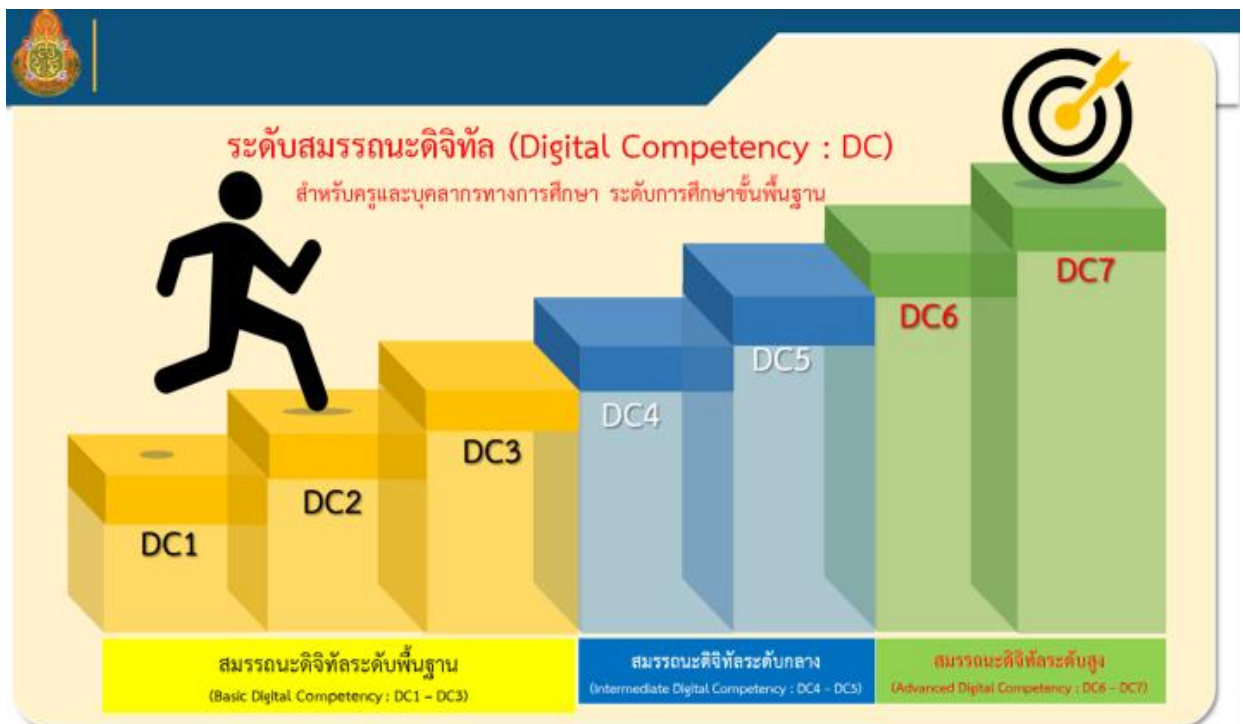 ระดับสมรรถนะดิจิทัล (Digital Competency : DC)
สำหรับครูและบุคลากรทางการศึกษา ระดับการศึกษาขั้นพื้นฐาน
DC1
DC2
DC3
DC4
DC5
DC6
DC7
สมรรถนะดิจิทัลระดับพื้นฐาน
(Basic Digital Competency : DC1 – DC3)
สมรรถนะดิจิทัลระดับกลาง
(Intermediate Digital Competency : DC4 - DC5)
สมรรถนะดิจิทัลระดับสูง
(Advanced Digital Competency : DC6 – DC7)